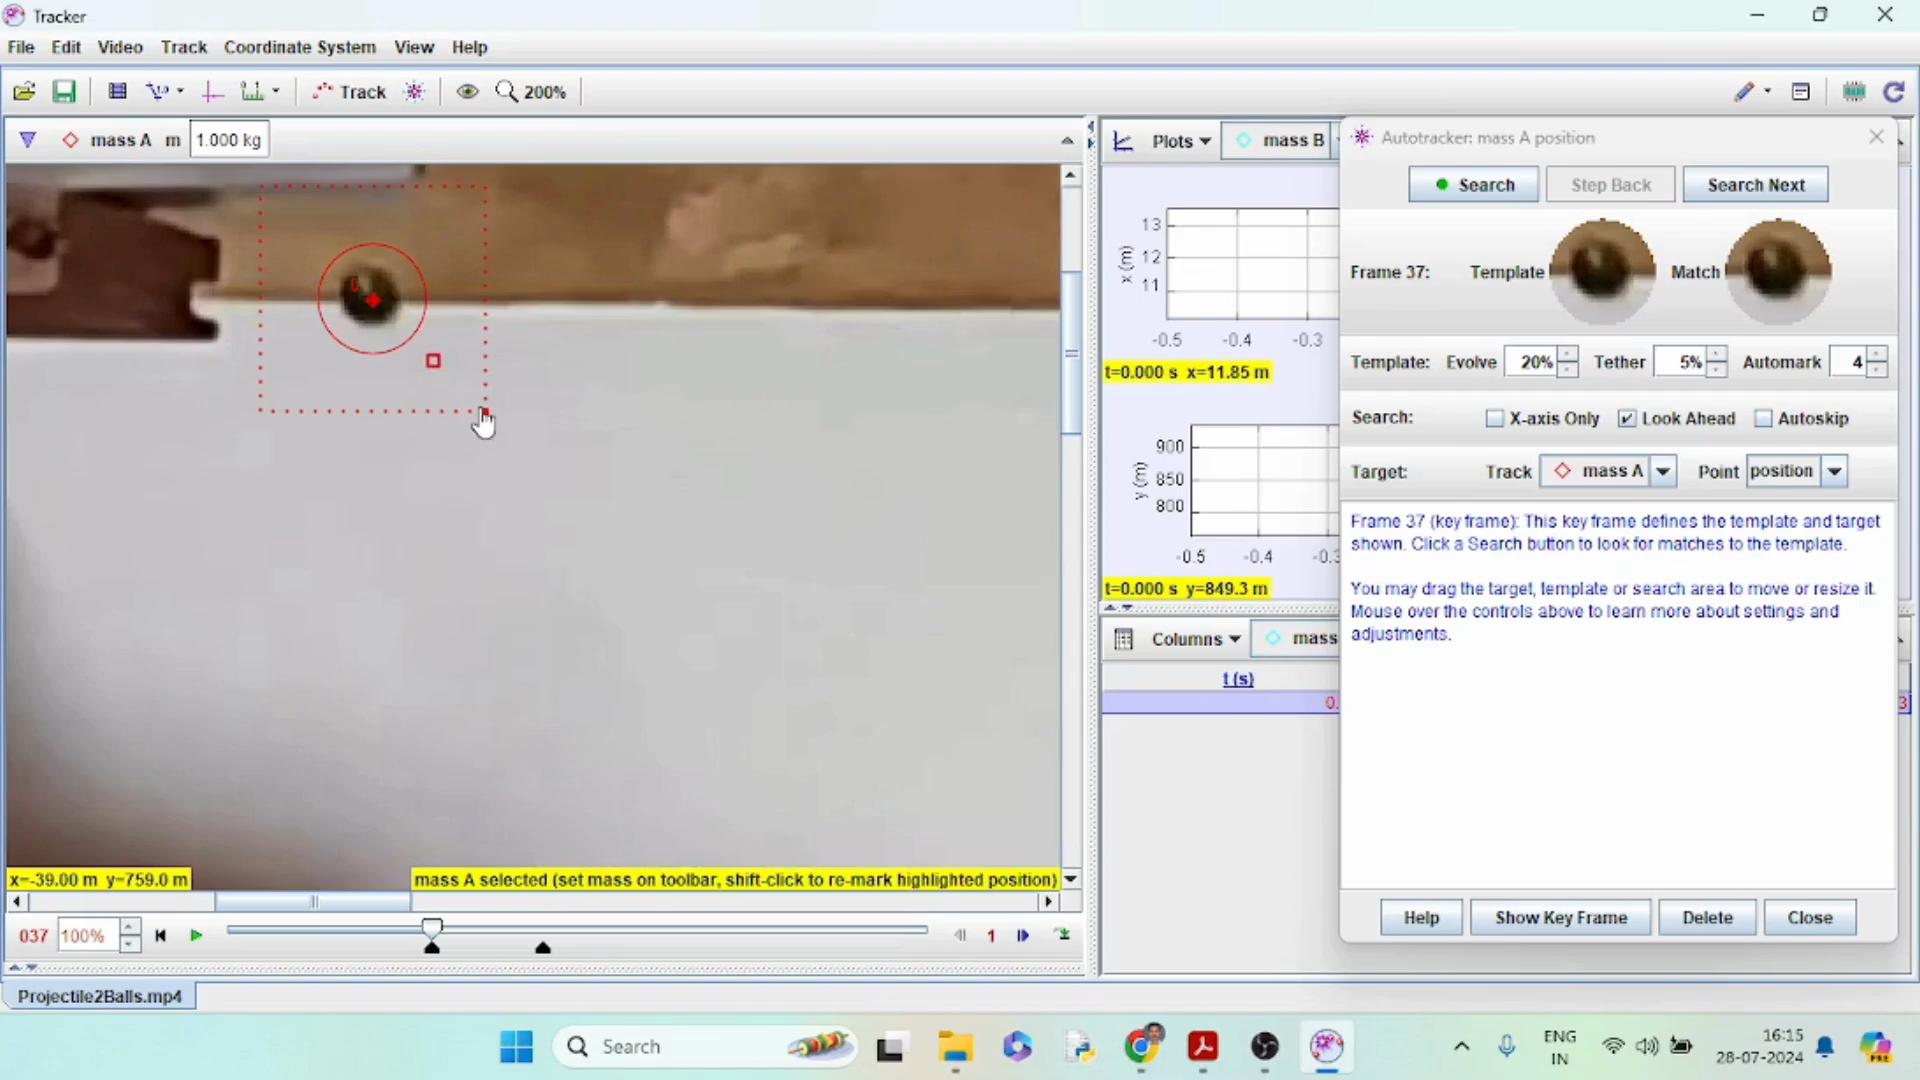 Tracker
File Edit Video Track Coordinate System View Help
Track 200%
mass A m 1.000 kg
Plots mass B
0
x (m)
13
12
11
-0.5 -0.4 -0.3
t=0.000 s x=11.85 m
y (m)
900
850
800
-0.5 -0.4 -0.3
t=0.000 s y=849.3 m
Columns mass
t (s)
0.
3
Autotracker: mass A position
Search Step Back Search Next
Frame 37: Template Match
Template: Evolve 20% Tether 5% Automark 4
Search: X-axis Only Look Ahead Autoskip
Target: Track mass A Point position
Frame 37 (key frame): This key frame defines the template and target
shown. Click a Search button to look for matches to the template.
You may drag the target, template or search area to move or resize it.
Mouse over the controls above to learn more about settings and
adjustments.
Help Show Key Frame Delete Close
x=-39.00 m y=759.0 m
mass A selected (set mass on toolbar, shift-click to re-mark highlighted position)
037 100% 1
Projectile2Balls.mp4
Search
ENG
IN
16:15
28-07-2024
PRE